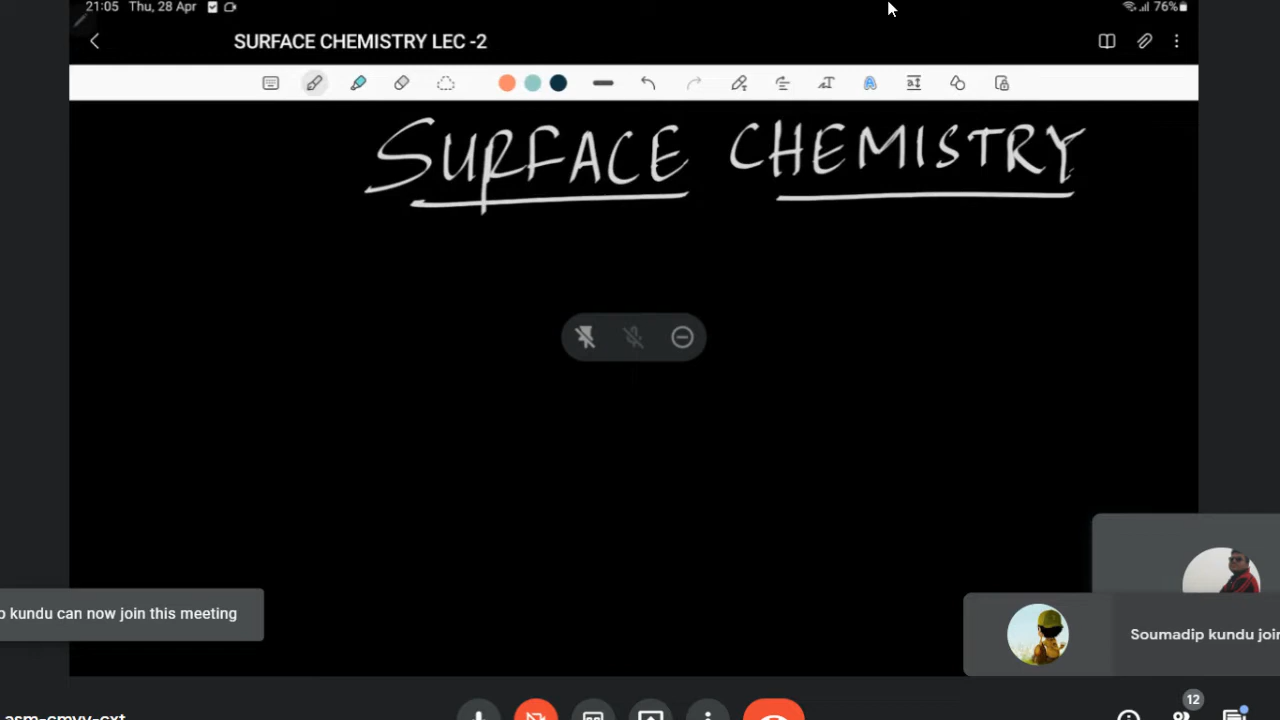 21:05 Thu, 28 Apr
76%
SURFACE CHEMISTRY LEC -2
SURFACE CHEMISTRY
kundu can now join this meeting
Soumadip kundu
12